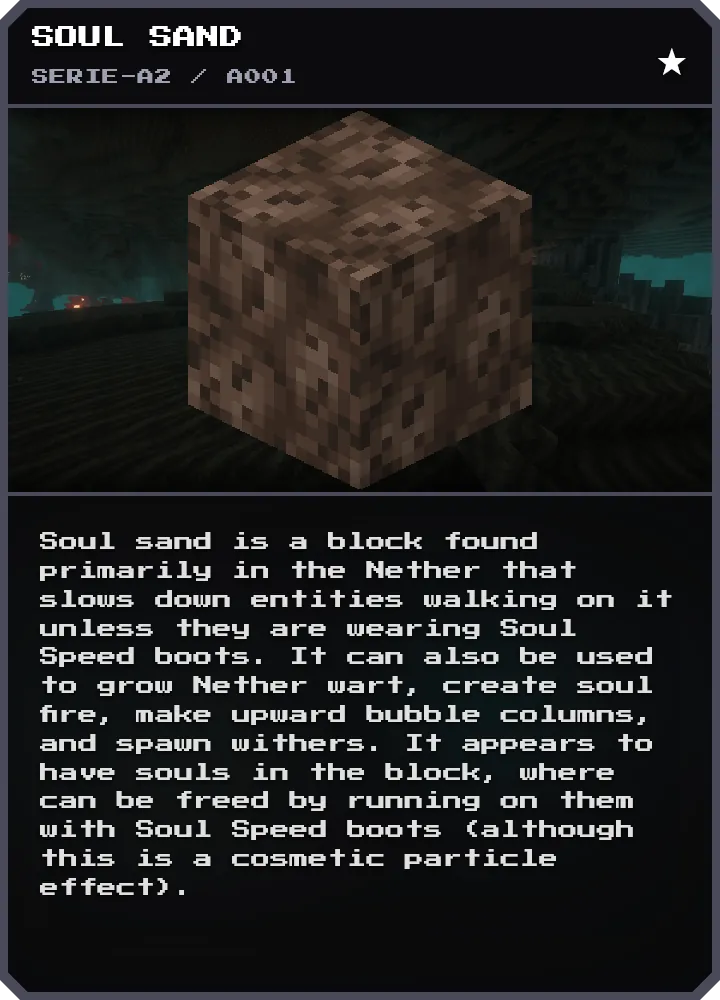 SOUL SAND
SERIE-A2 / A001
Soul sand is a block found
primarily in the Nether that
slows down entities walking on it
unless they are wearing Soul
Speed boots. It can also be used
to grow Nether wart, create soul
fire, make upward bubble columns,
and spawn withers. It appears to
have souls in the block, where
can be freed by running on them
with Soul Speed boots (although
this is a cosmetic particle
effect).